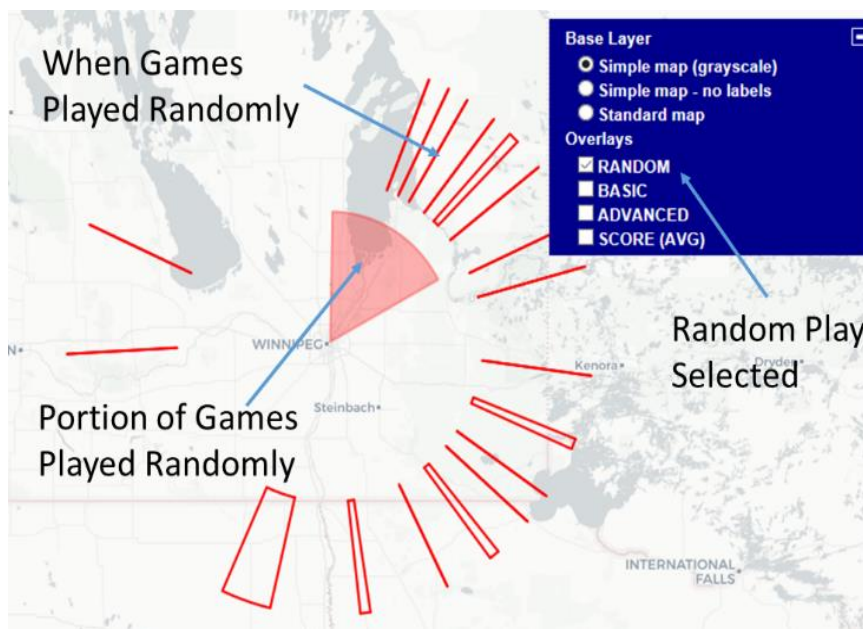 When Games
Played Randomly
Base Layer
Simple map (grayscale)
Simple map - no labels
Standard map
Overlays
RANDOM
BASIC
ADVANCED
SCORE (AVG)
Random Play
Selected
WINNIPEG
Kenora
Dryden
Steinbach
Portion of Games
Played Randomly
INTERNATIONAL
FALLS